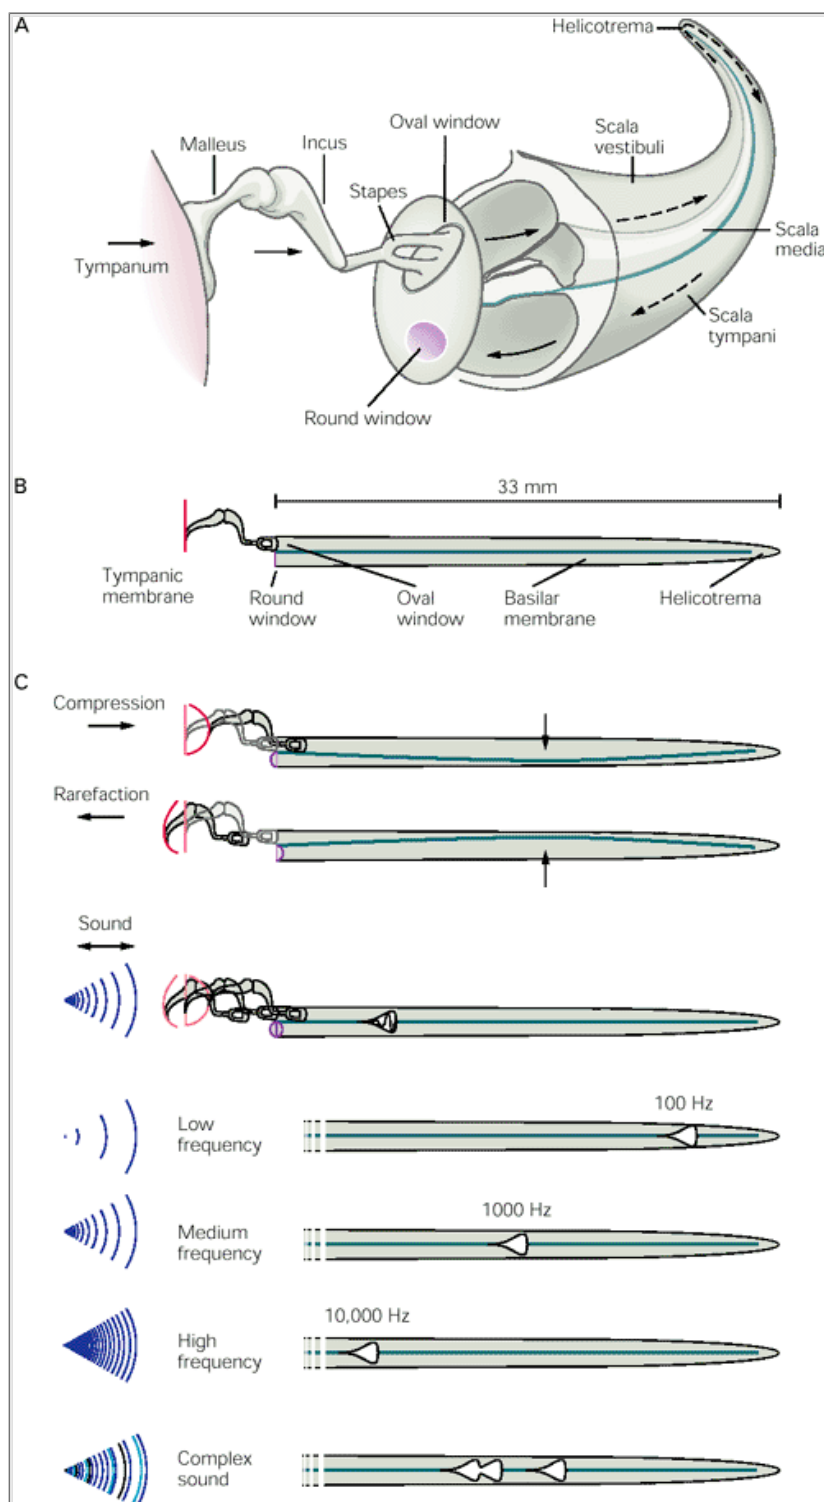 A
Helicotrema
Oval window
Malleus
Incus
Scala
vestibuli
Stapes
Scala
media
Tympanum
Scala
tympani
Round window
B
33 mm
Tympanic
membrane
Round
window
Oval
window
Basilar
membrane
Helicotrema
C
Compression
Rarefaction
Sound
100 Hz
Low
frequency
1000 Hz
Medium
frequency
10,000 Hz
High
frequency
Complex
sound